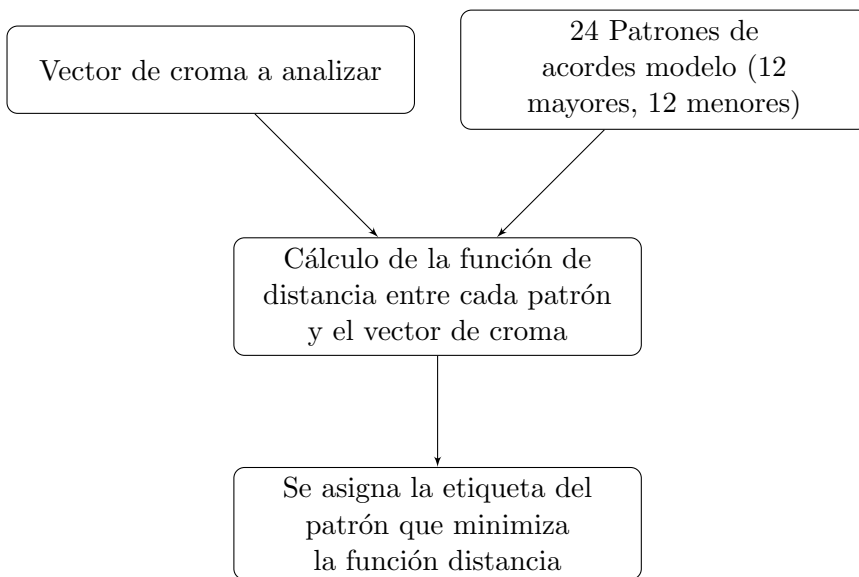 Vector de croma a analizar
24 Patrones de
acordes modelo (12
mayores, 12 menores)
Cálculo de la función de
distancia entre cada patrón
y el vector de croma
Se asigna la etiqueta del
patrón que minimiza
la función distancia